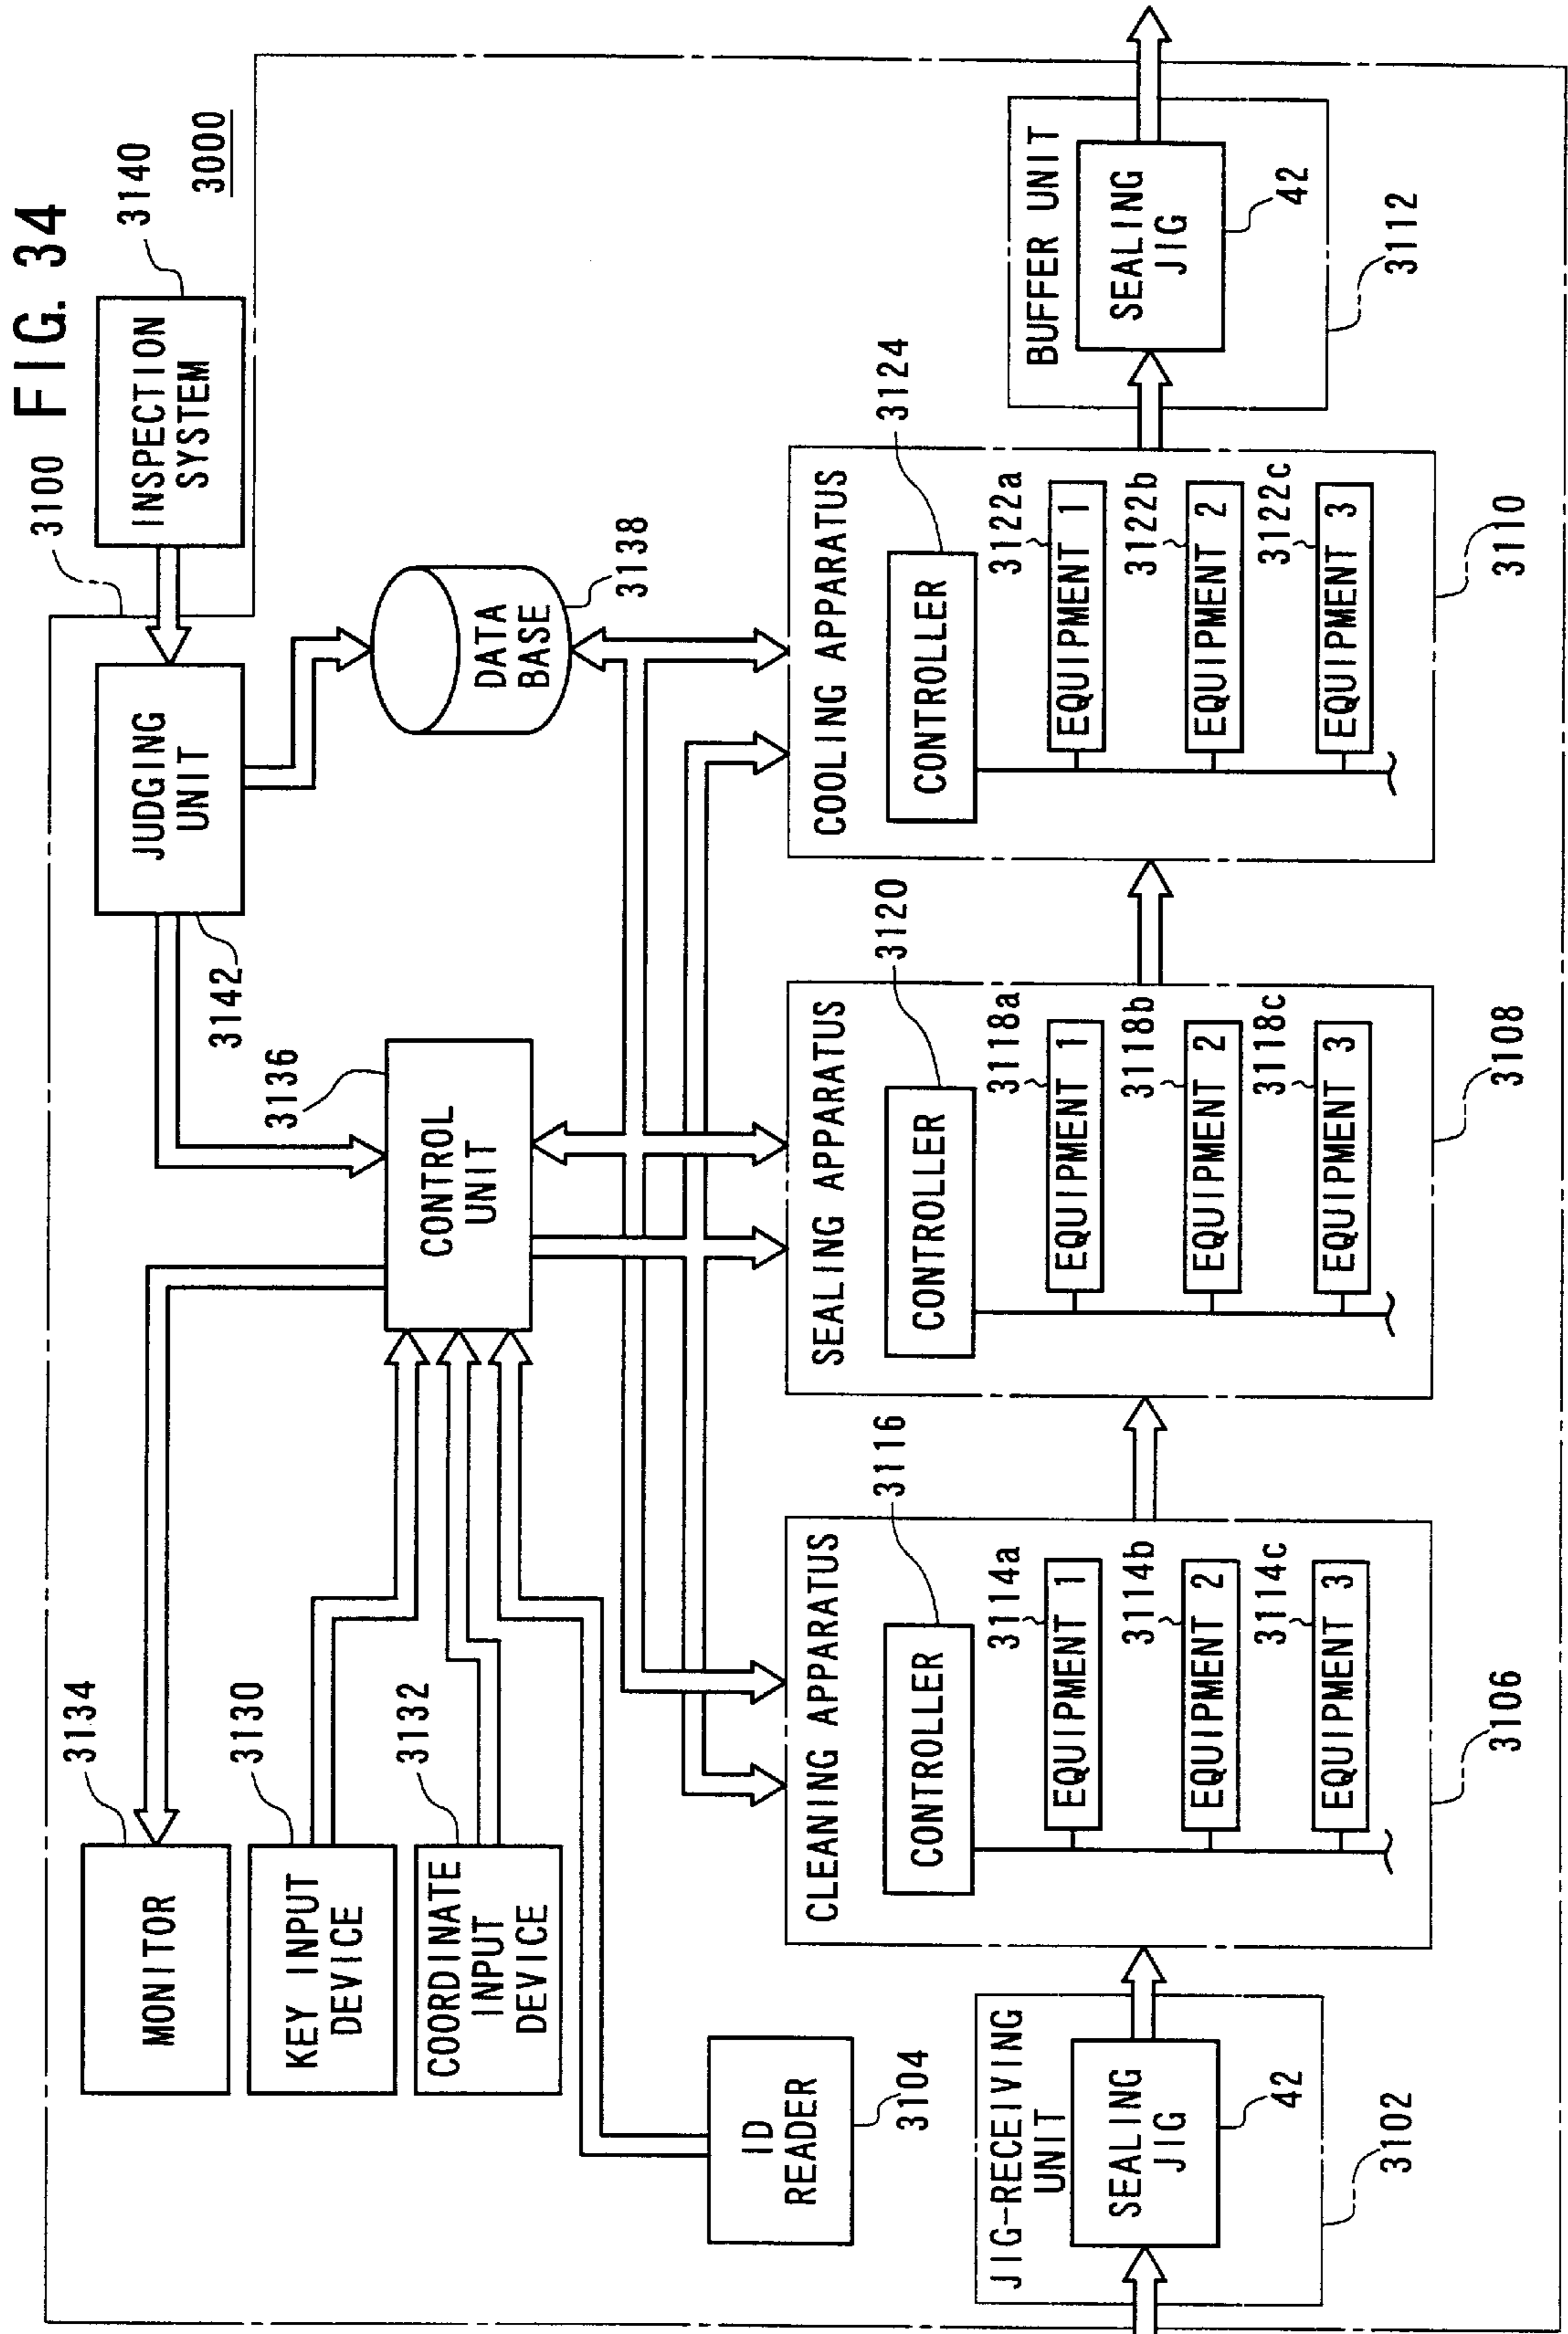 FIG. 34
3000
3100
INSPECTION
SYSTEM
3140
JUDGING
UNIT
3142
MONITOR
3134
KEY INPUT
DEVICE
3130
COORDINATE
INPUT
DEVICE
3132
CONTROL
UNIT
3136
DATA
BASE
3138
ID
READER
3104
JIG-RECEIVING
UNIT
SEALING
JIG
42
3102
CLEANING APPARATUS
CONTROLLER
3116
3114a
EQUIPMENT 1
3114b
EQUIPMENT 2
3114c
EQUIPMENT 3
3106
SEALING APPARATUS
CONTROLLER
3120
3118a
EQUIPMENT 1
3118b
EQUIPMENT 2
3118c
EQUIPMENT 3
3108
COOLING APPARATUS
CONTROLLER
3124
3122a
EQUIPMENT 1
3122b
EQUIPMENT 2
3122c
EQUIPMENT 3
3110
BUFFER UNIT
SEALING
JIG
42
3112